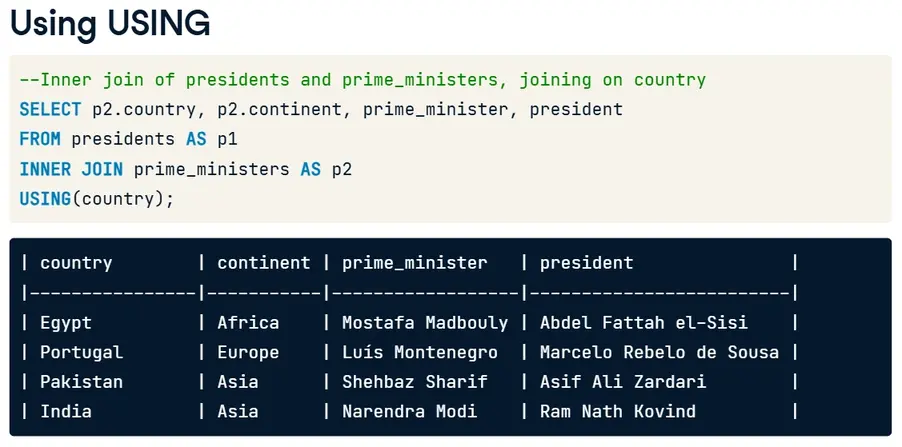 Using USING
--Inner join of presidents and prime_ministers, joining on country
SELECT p2.country, p2.continent, prime_minister, president
FROM presidents AS p1
INNER JOIN prime_ministers AS p2
USING(country);
| country        | continent | prime_minister   | president               |
|----------------|-----------|------------------|-------------------------|
| Egypt          | Africa    | Mostafa Madbouly | Abdel Fattah el-Sisi    |
| Portugal       | Europe    | Luís Montenegro  | Marcelo Rebelo de Sousa |
| Pakistan       | Asia      | Shehbaz Sharif   | Asif Ali Zardari        |
| India          | Asia      | Narendra Modi    | Ram Nath Kovind         |